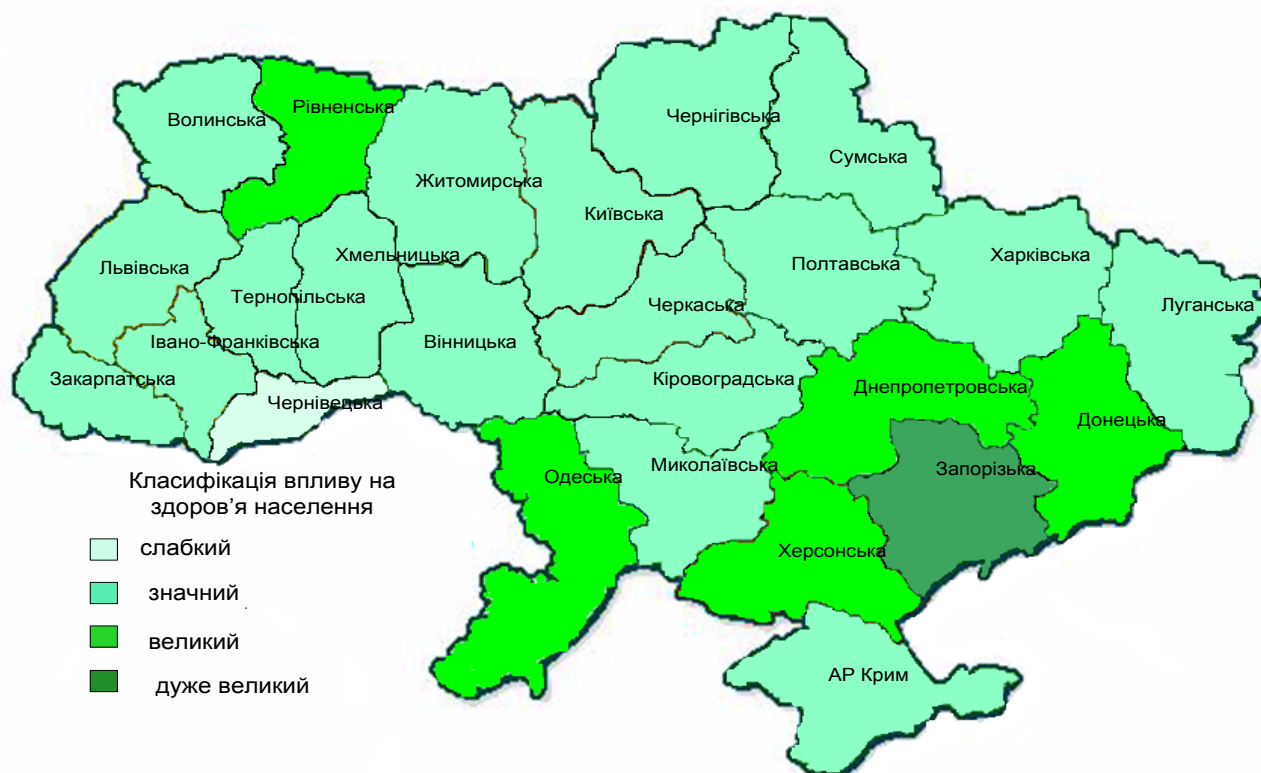 Рівненська
Волинська
Чернігівська
Сумська
Житомирська
Київська
Хмельницька
Львівська
Полтавська
Харківська
Тернопільська
Черкаська
Луганська
Івано-Франківська
Вінницька
Закарпатська
Кіровоградська
Днепропетровська
Чернівецька
Донецька
Миколаївська
Запорізька
Одеська
Херсонська
АР Крим
Класифікація впливу на
здоров'я населення
слабкий
значний
великий
дуже великий